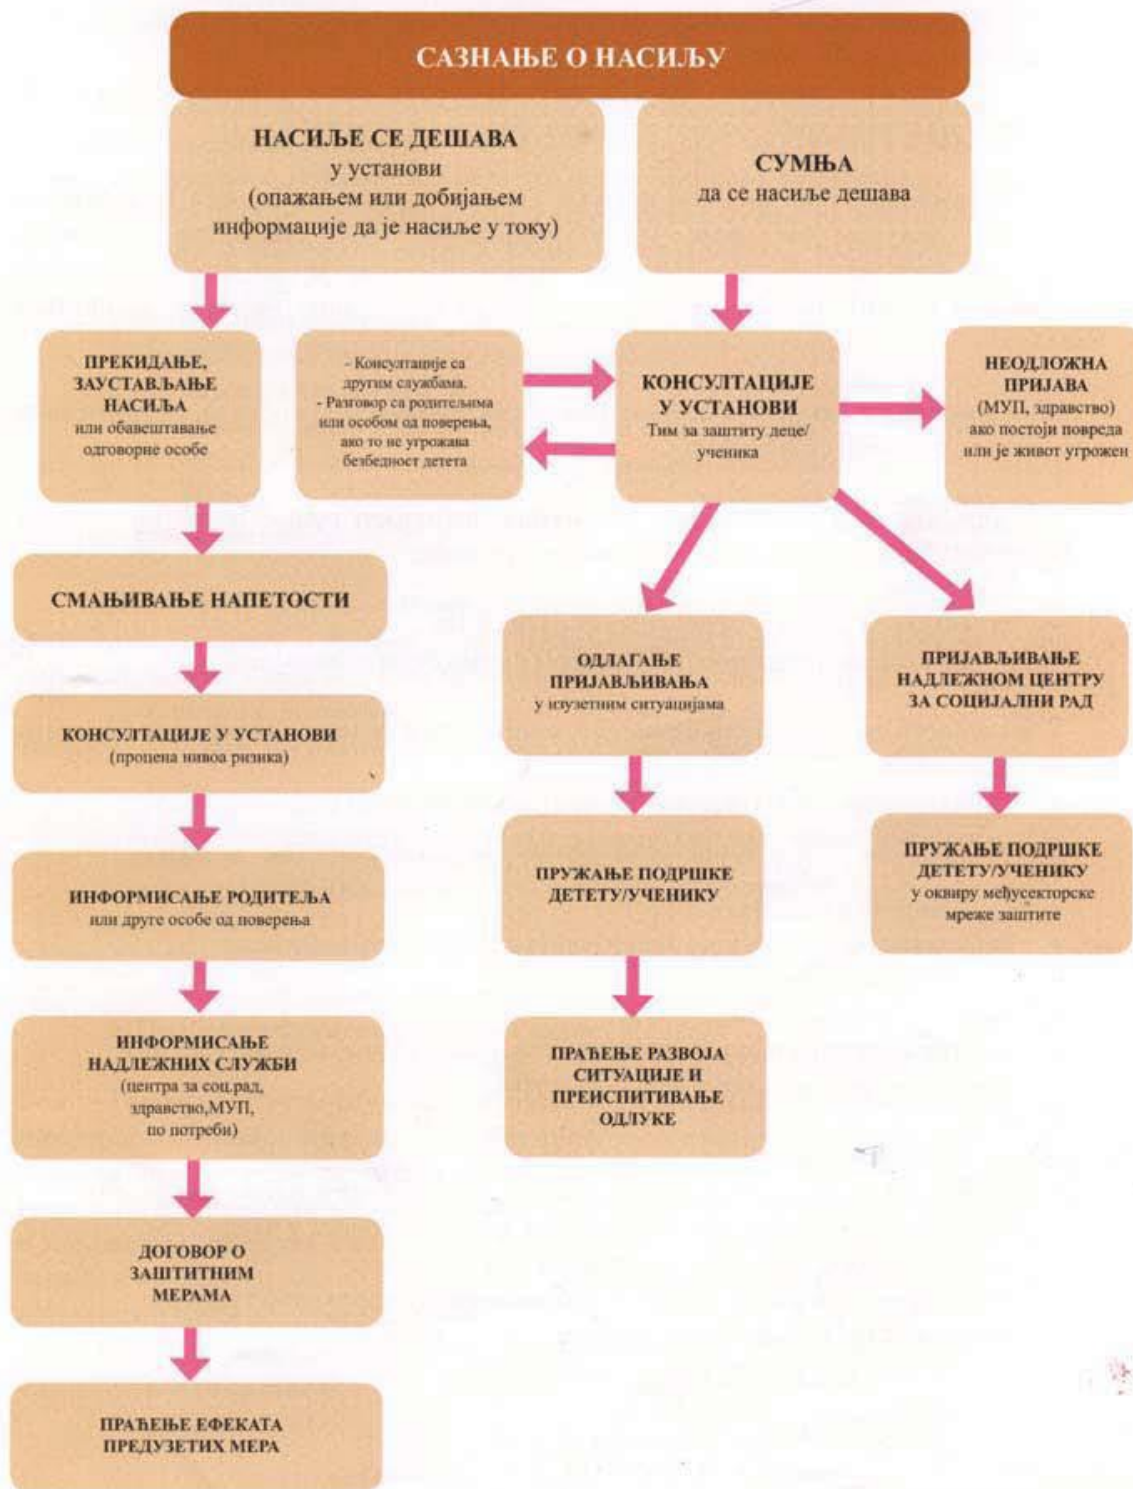 САЗНАЊЕ О НАСИЉУ
НАСИЉЕ СЕ ДЕШАВА
у установи
(опажањем или добијањем
информације да је насиље у току)
СУМЊА
да се насиље дешава
ПРЕКИДАЊЕ,
ЗАУСТАВЉАЊЕ
НАСИЉА
или обавештавање
одговорне особе
- Консултације са
другим службама.
- Разговор са родитељима
или особом од поверења,
ако то не угрожава
безбедност детета
КОНСУЛТАЦИЈЕ
У УСТАНОВИ
Тим за заштиту деце/
ученика
НЕОДЛОЖНА
ПРИЈАВА
(МУП, здравство)
ако постоји повреда
или је живот угрожен
СМАЊИВАЊЕ НАПЕТОСТИ
КОНСУЛТАЦИЈЕ У УСТАНОВИ
(процена нивоа ризика)
ИНФОРМИСАЊЕ РОДИТЕЉА
или друге особе од поверења
ИНФОРМИСАЊЕ
НАДЛЕЖНИХ СЛУЖБИ
(центра за соц.рад,
здравство,МУП,
по потреби)
ДОГОВОР О
ЗАШТИТНИМ
МЕРАМА
ПРАЋЕЊЕ ЕФЕКАТА
ПРЕДУЗЕТИХ МЕРА
ОДЛАГАЊЕ
ПРИЈАВЉИВАЊА
у изузетним ситуацијама
ПРУЖАЊЕ ПОДРШКЕ
ДЕТЕТУ/УЧЕНИКУ
ПРАЋЕЊЕ РАЗВОЈА
СИТУАЦИЈЕ И
ПРЕИСПИТИВАЊЕ
ОДЛУКЕ
ПРИЈАВЉИВАЊЕ
НАДЛЕЖНОМ ЦЕНТРУ
ЗА СОЦИЈАЛНИ РАД
ПРУЖАЊЕ ПОДРШКЕ
ДЕТЕТУ/УЧЕНИКУ
у оквиру међусекторске
мреже заштите